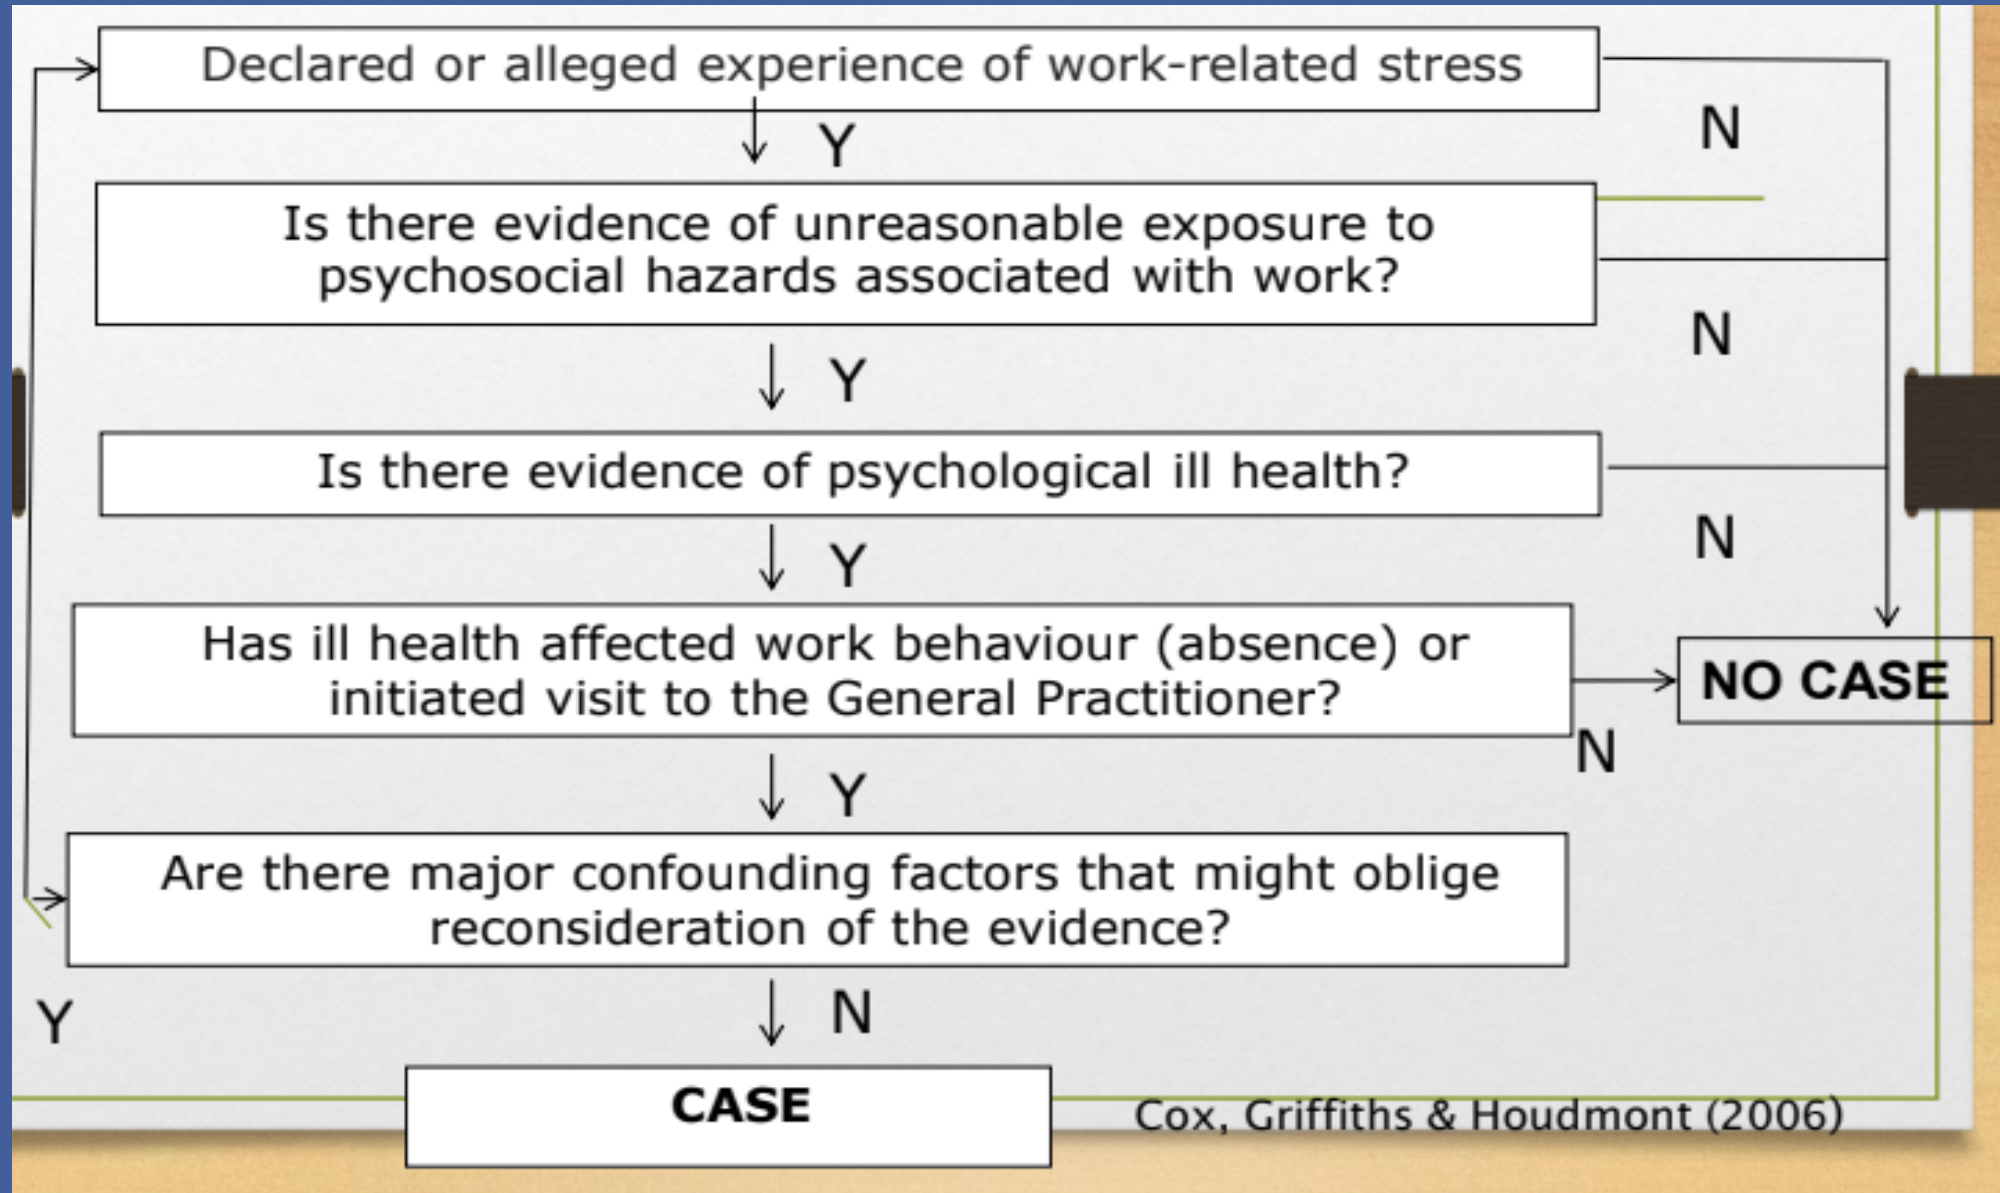 Declared or alleged experience of work-related stress
N
Y
Is there evidence of unreasonable exposure to
psychosocial hazards associated with work?
N
Y
Is there evidence of psychological ill health?
N
Y
Has ill health affected work behaviour (absence) or
initiated visit to the General Practitioner?
NO CASE
N
Y
Are there major confounding factors that might oblige
reconsideration of the evidence?
Y
N
CASE
Cox, Griffiths & Houdmont (2006)